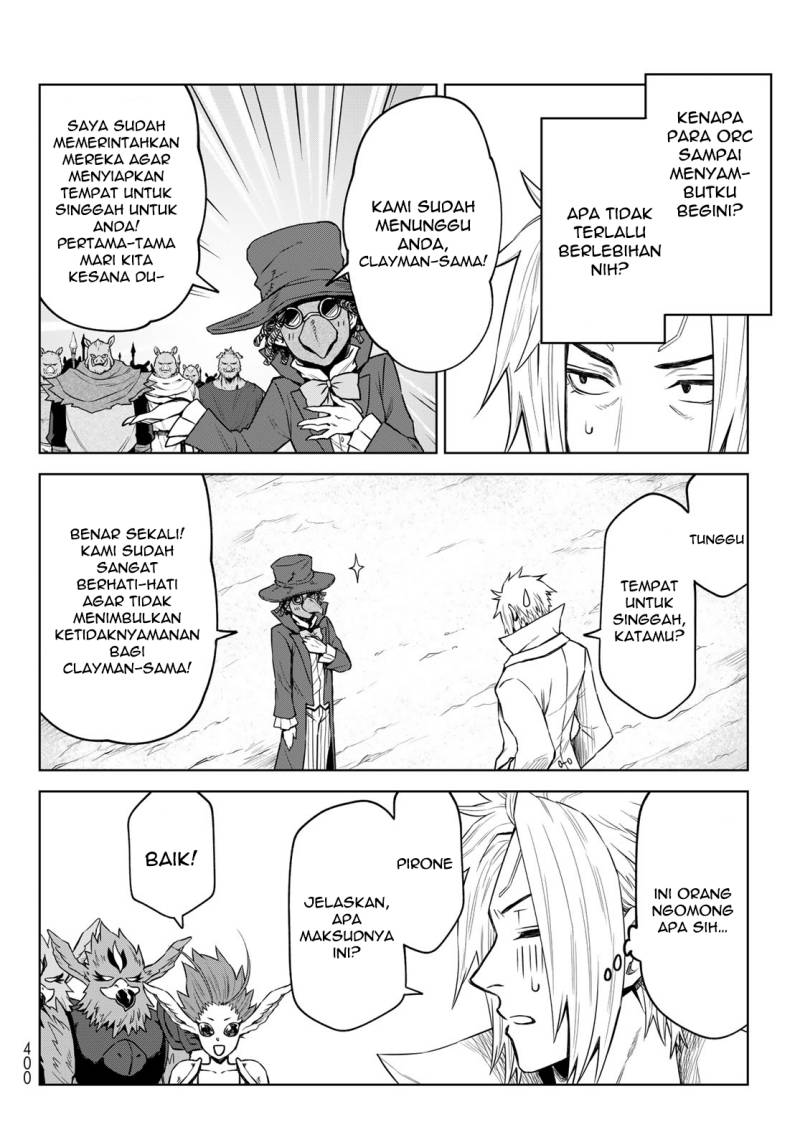 KENAPA
PARA ORC
SAMPAI
MENYAM-
BUTKU
BEGINI?
APA TIDAK
TERLALU
BERLEBIHAN
NIH?
KAMI SUDAH
MENUNGGU
ANDA,
CLAYMAN-SAMA!
SAYA SUDAH
MEMERINTAHKAN
MEREKA AGAR
MENYIAPKAN
TEMPAT UNTUK
SINGGAH UNTUK
ANDA!
PERTAMA-TAMA
MARI KITA
KESANA DU-
TUNGGU
TEMPAT
UNTUK
SINGGAH,
KATAMU?
BENAR SEKALI!
KAMI SUDAH
SANGAT
BERHATI-HATI
AGAR TIDAK
MENIMBULKAN
KETIDAKNYAMANAN
BAGI
CLAYMAN-SAMA!
INI ORANG
NGOMONG
APA SIH...
PIRONE
JELASKAN,
APA
MAKSUDNYA
INI?
BAIK!
400